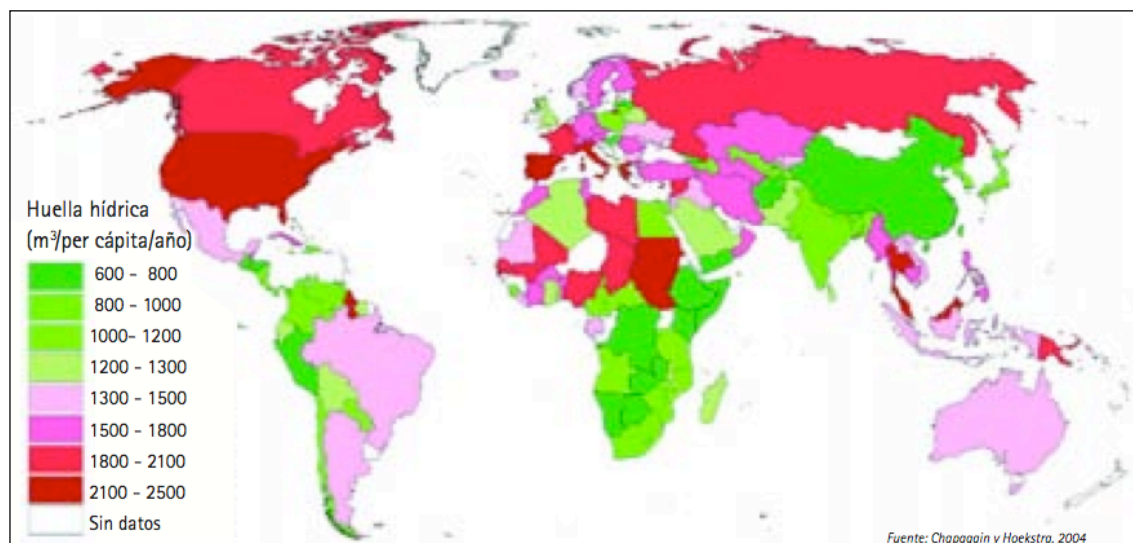 Huella hídrica
(m³/per cápita/año)
600 – 800
800 – 1000
1000– 1200
1200 – 1300
1300 – 1500
1500 – 1800
1800 – 2100
2100 – 2500
Sin datos
Fuente: Chapagain y Hoekstra, 2004